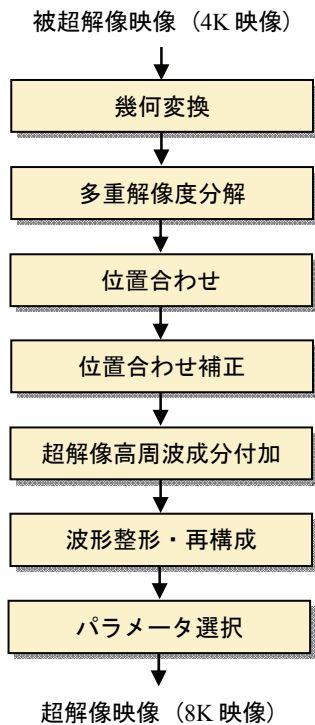 被超解像映像（4K 映像）
幾何変換
多重解像度分解
位置合わせ
位置合わせ補正
超解像高周波成分付加
波形整形・再構成
パラメータ選択
超解像映像（8K 映像）